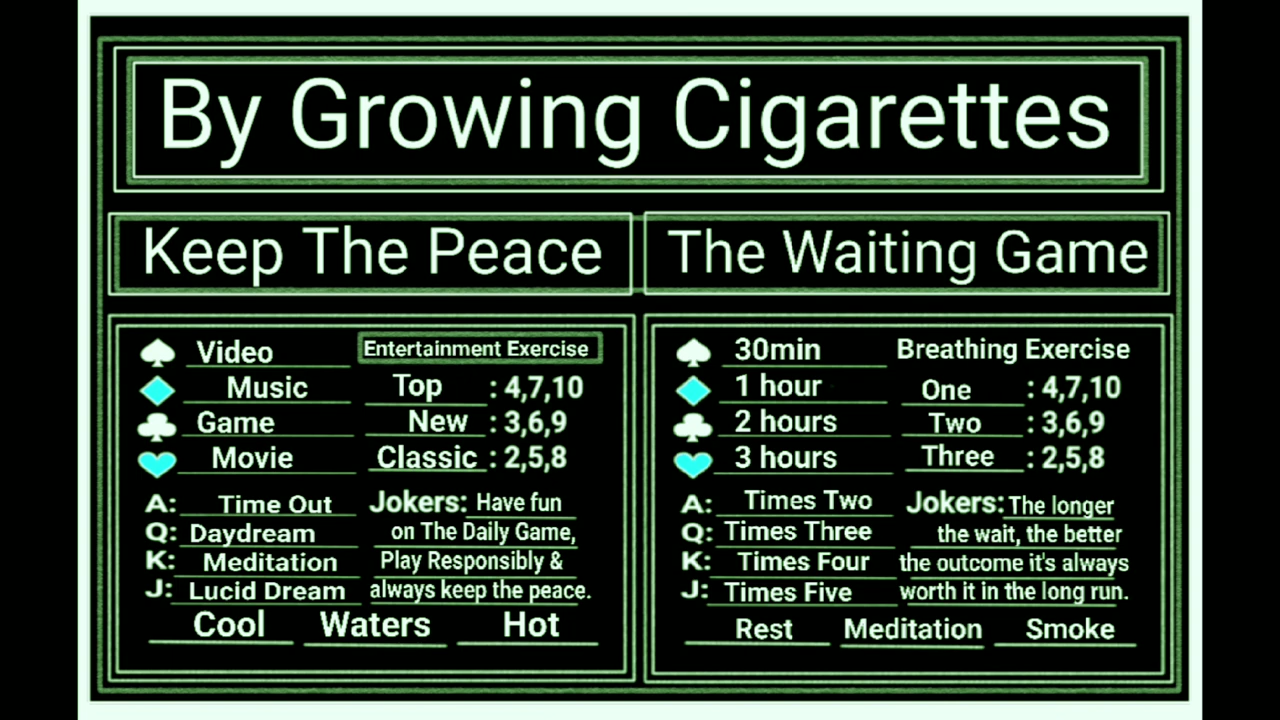 By Growing Cigarettes
Keep The Peace
The Waiting Game
Video
Entertainment Exercise
Music
Top : 4,7,10
Game
New : 3,6,9
Movie
Classic : 2,5,8
A: Time Out
Jokers: Have fun
Q: Daydream
on The Daily Game,
K: Meditation
Play Responsibly &
J: Lucid Dream
always keep the peace.
Cool Waters Hot
30min
Breathing Exercise
1 hour
One : 4,7,10
2 hours
Two : 3,6,9
3 hours
Three : 2,5,8
A: Times Two
Jokers: The longer
Q: Times Three
the wait, the better
K: Times Four
the outcome it's always
J: Times Five
worth it in the long run.
Rest Meditation Smoke